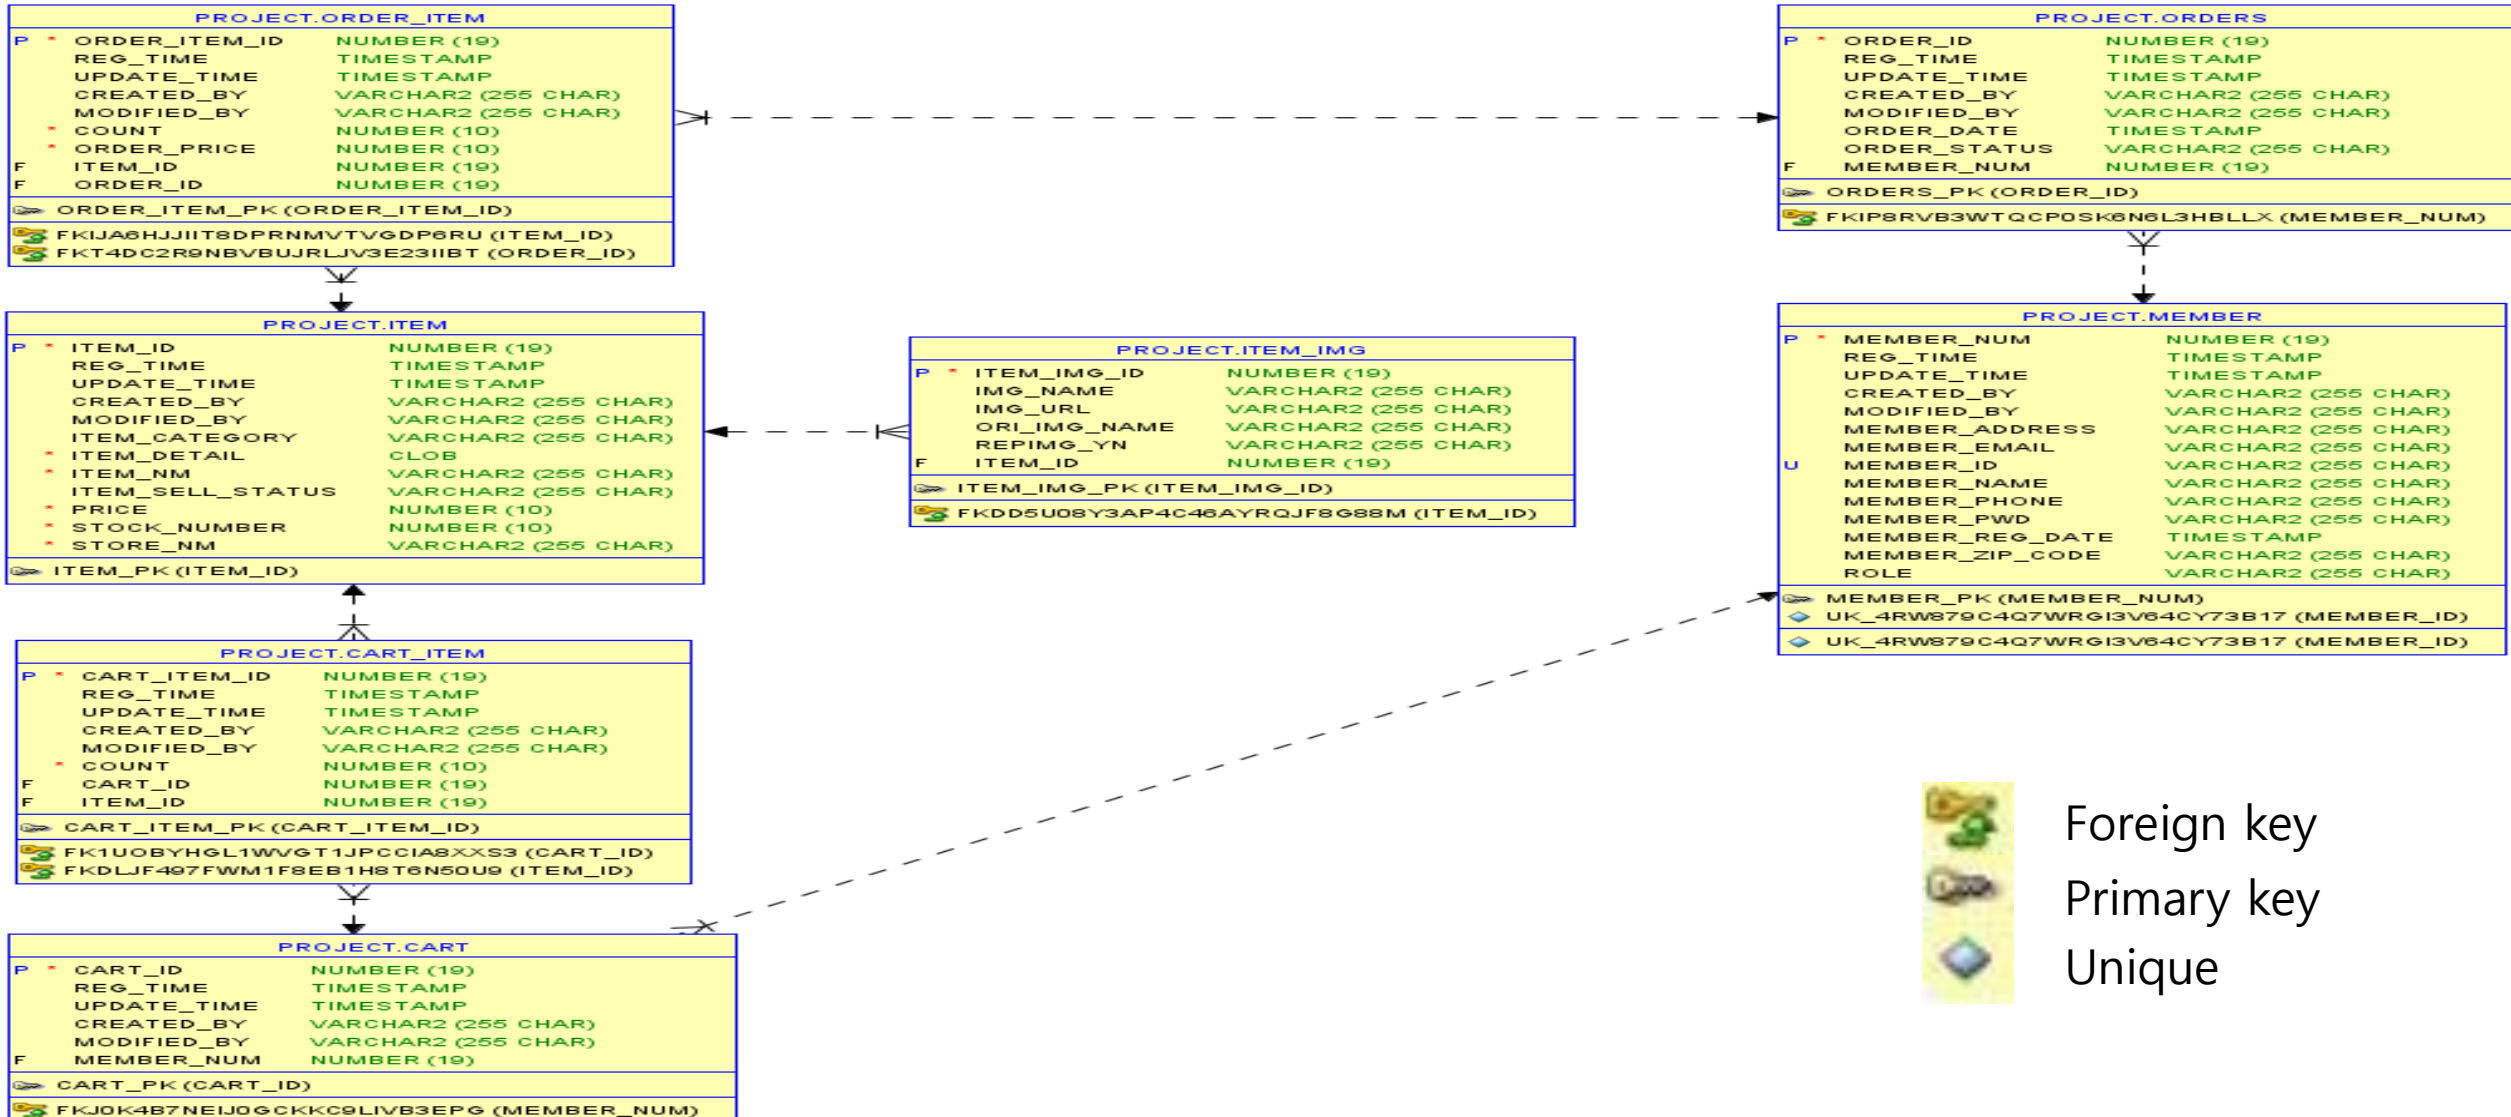 PROJECT.ORDER_ITEM
P * ORDER_ITEM_ID NUMBER (19)
REG_TIME TIMESTAMP
UPDATE_TIME TIMESTAMP
CREATED_BY VARCHAR2 (255 CHAR)
MODIFIED_BY VARCHAR2 (255 CHAR)
* COUNT NUMBER (10)
* ORDER_PRICE NUMBER (10)
F ITEM_ID NUMBER (19)
F ORDER_ID NUMBER (19)
ORDER_ITEM_PK (ORDER_ITEM_ID)
FKIJA6HJJIIT8DPRNMVTVGDP6RU (ITEM_ID)
FKT4DC2R9NBVBUJRLJV3E23IIBT (ORDER_ID)
PROJECT.ORDERS
P * ORDER_ID NUMBER (19)
REG_TIME TIMESTAMP
UPDATE_TIME TIMESTAMP
CREATED_BY VARCHAR2 (255 CHAR)
MODIFIED_BY VARCHAR2 (255 CHAR)
ORDER_DATE TIMESTAMP
ORDER_STATUS VARCHAR2 (255 CHAR)
F MEMBER_NUM NUMBER (19)
ORDERS_PK (ORDER_ID)
FKIP8RVB3WTQCP0SK6N6L3HBLLX (MEMBER_NUM)
PROJECT.ITEM
P * ITEM_ID NUMBER (19)
REG_TIME TIMESTAMP
UPDATE_TIME TIMESTAMP
CREATED_BY VARCHAR2 (255 CHAR)
MODIFIED_BY VARCHAR2 (255 CHAR)
ITEM_CATEGORY VARCHAR2 (255 CHAR)
* ITEM_DETAIL CLOB
* ITEM_NM VARCHAR2 (255 CHAR)
ITEM_SELL_STATUS VARCHAR2 (255 CHAR)
* PRICE NUMBER (10)
* STOCK_NUMBER NUMBER (10)
* STORE_NM VARCHAR2 (255 CHAR)
ITEM_PK (ITEM_ID)
PROJECT.ITEM_IMG
P * ITEM_IMG_ID NUMBER (19)
IMG_NAME VARCHAR2 (255 CHAR)
IMG_URL VARCHAR2 (255 CHAR)
ORI_IMG_NAME VARCHAR2 (255 CHAR)
REPIMG_YN VARCHAR2 (255 CHAR)
F ITEM_ID NUMBER (19)
ITEM_IMG_PK (ITEM_IMG_ID)
FKDD5U08Y3AP4C46AYRQJF8G88M (ITEM_ID)
PROJECT.MEMBER
P * MEMBER_NUM NUMBER (19)
REG_TIME TIMESTAMP
UPDATE_TIME TIMESTAMP
CREATED_BY VARCHAR2 (255 CHAR)
MODIFIED_BY VARCHAR2 (255 CHAR)
MEMBER_ADDRESS VARCHAR2 (255 CHAR)
MEMBER_EMAIL VARCHAR2 (255 CHAR)
U MEMBER_ID VARCHAR2 (255 CHAR)
MEMBER_NAME VARCHAR2 (255 CHAR)
MEMBER_PHONE VARCHAR2 (255 CHAR)
MEMBER_PWD VARCHAR2 (255 CHAR)
MEMBER_REG_DATE TIMESTAMP
MEMBER_ZIP_CODE VARCHAR2 (255 CHAR)
ROLE VARCHAR2 (255 CHAR)
MEMBER_PK (MEMBER_NUM)
UK_4RW879C4Q7WRGI3V64CY73B17 (MEMBER_ID)
UK_4RW879C4Q7WRGI3V64CY73B17 (MEMBER_ID)
PROJECT.CART_ITEM
P * CART_ITEM_ID NUMBER (19)
REG_TIME TIMESTAMP
UPDATE_TIME TIMESTAMP
CREATED_BY VARCHAR2 (255 CHAR)
MODIFIED_BY VARCHAR2 (255 CHAR)
* COUNT NUMBER (10)
F CART_ID NUMBER (19)
F ITEM_ID NUMBER (19)
CART_ITEM_PK (CART_ITEM_ID)
FK1UOBYHGL1WVGT1JPCCIA8XXS3 (CART_ID)
FKDLJF497FWM1F8EB1H8T6N50U9 (ITEM_ID)
PROJECT.CART
P * CART_ID NUMBER (19)
REG_TIME TIMESTAMP
UPDATE_TIME TIMESTAMP
CREATED_BY VARCHAR2 (255 CHAR)
MODIFIED_BY VARCHAR2 (255 CHAR)
F MEMBER_NUM NUMBER (19)
CART_PK (CART_ID)
FKJ0K4B7NEIJ0GCKKC9LIVB3EPG (MEMBER_NUM)
Foreign key
Primary key
Unique